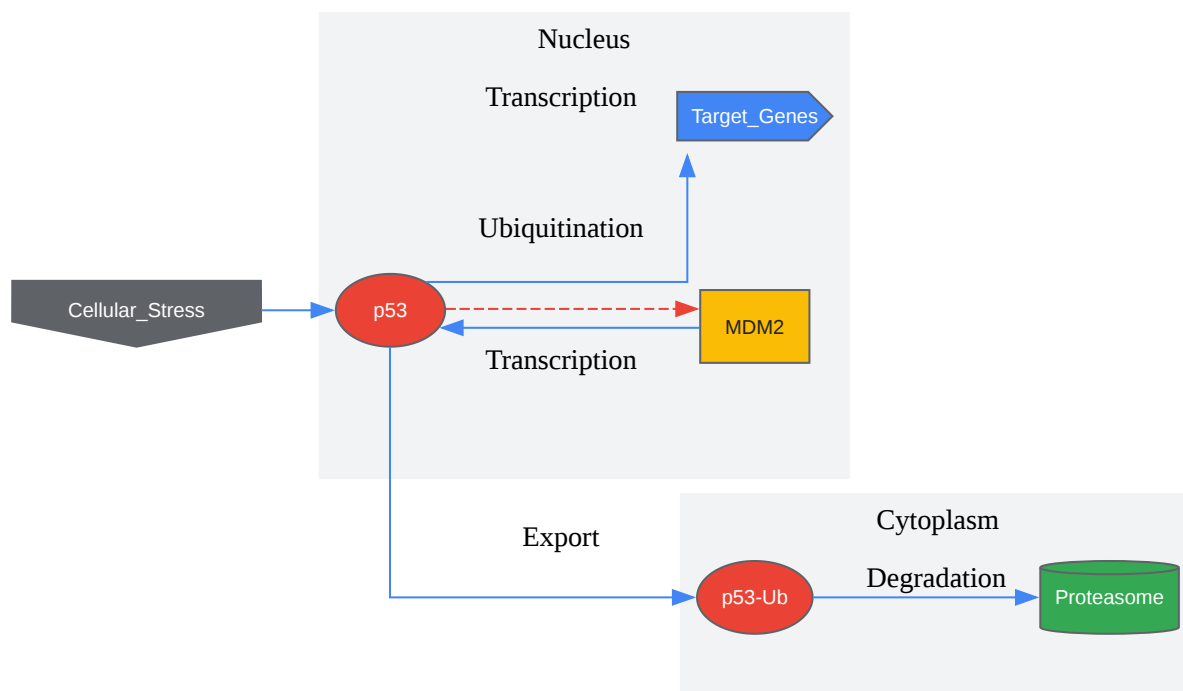 Nucleus
Transcription
Target_Genes
Ubiquitination
Cellular_Stress
p53
MDM2
Transcription
Cytoplasm
Export
Degradation
p53-Ub
Proteasome